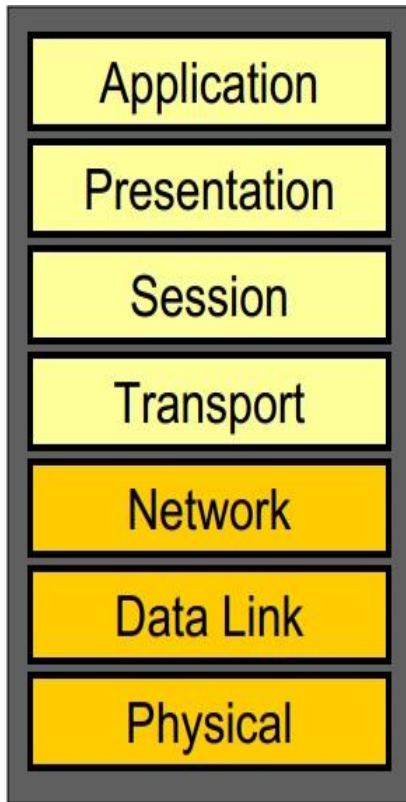 Application
Presentation
Session
Transport
Network
Data Link
Physical